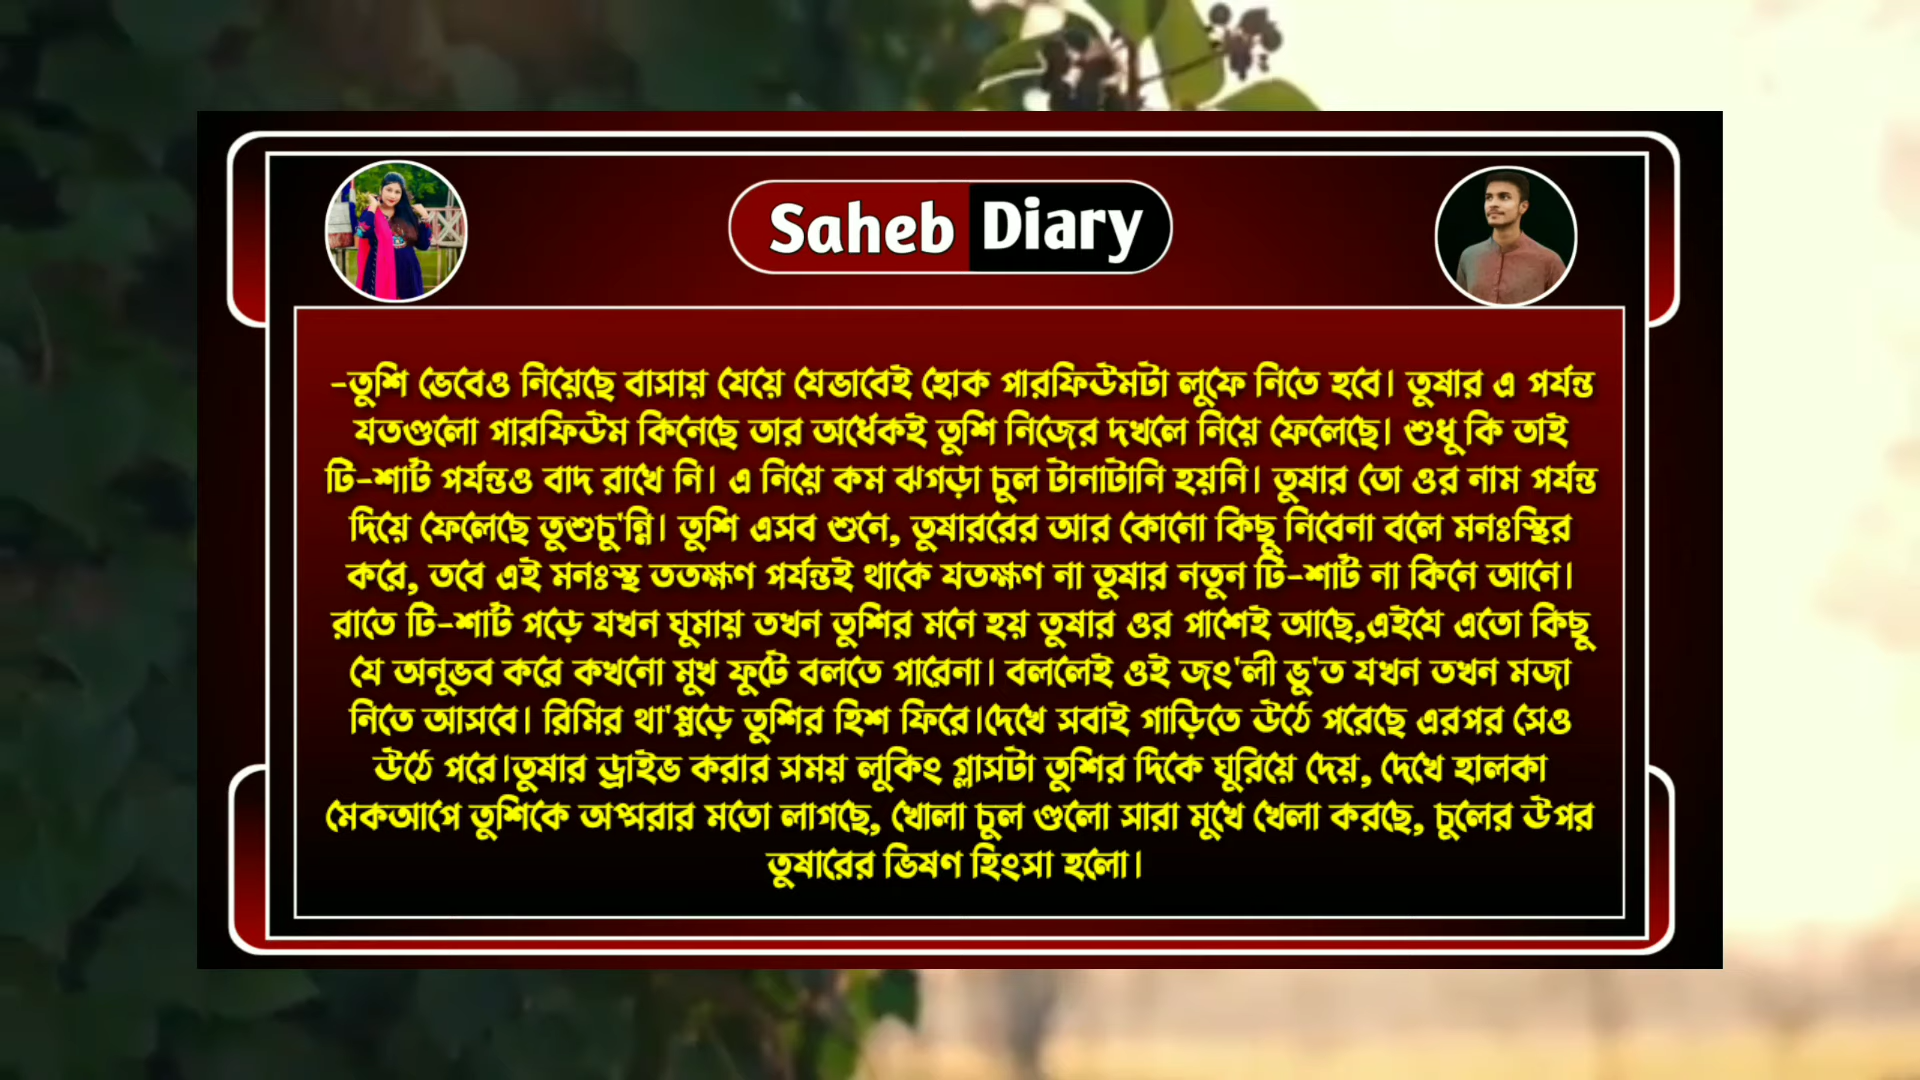 Saheb Diary
-তুশি ভেবেও নিয়েছে বাসায় যেয়ে যেভাবেই হোক পারফিউমটা লুফে নিতে হবে। তুষার এ পর্যন্ত
যতগুলো পারফিউম কিনেছে তার অর্ধেকই তুশি নিজের দখলে নিয়ে ফেলেছে। শুধু কি তাই
টি-শার্ট পর্যন্তও বাদ রাখে নি। এ নিয়ে কম ঝগড়া চুল টানাটানি হয়নি। তুষার তো ওর নাম পর্যন্ত
দিয়ে ফেলেছে তুশুচু'ন্নি। তুশি এসব শুনে, তুষাররের আর কোনো কিছু নিবেনা বলে মনঃস্থির
করে, তবে এই মনঃস্থ ততক্ষণ পর্যন্তই থাকে যতক্ষণ না তুষার নতুন টি-শার্ট না কিনে আনে।
রাতে টি-শার্ট পড়ে যখন ঘুমায় তখন তুশির মনে হয় তুষার ওর পাশেই আছে,এইযে এতো কিছু
যে অনুভব করে কখনো মুখ ফুটে বলতে পারেনা। বললেই ওই জং'লী ভু'ত যখন তখন মজা
নিতে আসবে। রিমির থা'প্পড়ে তুশির হিশ ফিরে।দেখে সবাই গাড়িতে উঠে পরেছে এরপর সেও
উঠে পরে।তুষার ড্রাইভ করার সময় লুকিং গ্লাসটা তুশির দিকে ঘুরিয়ে দেয়, দেখে হালকা
মেকআপে তুশিকে অপ্সরার মতো লাগছে, খোলা চুল গুলো সারা মুখে খেলা করছে, চুলের উপর
তুষারের ভিষণ হিংসা হলো।